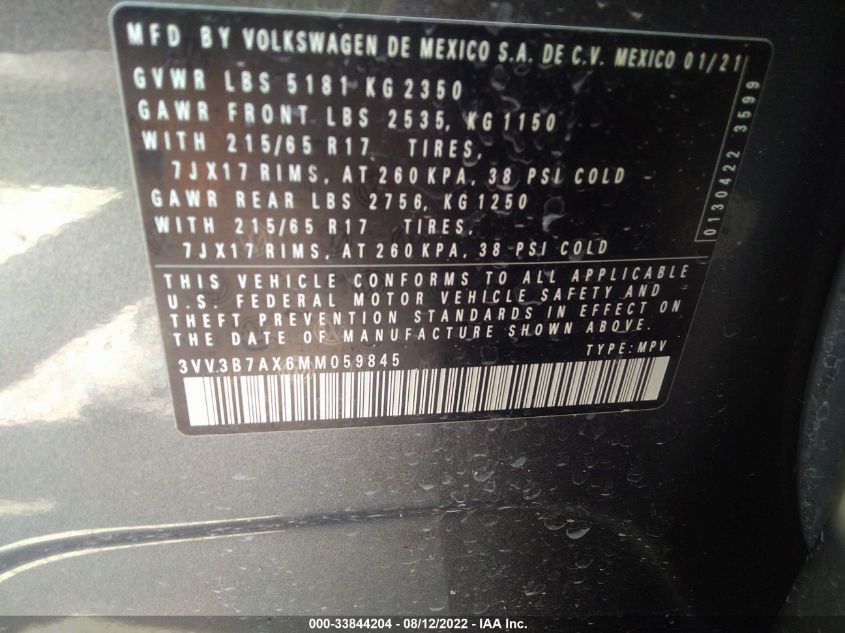 MFD BY VOLKSWAGEN DE MEXICO S.A. DE C.V. MEXICO 01/21
GVWR LBS 5181 KG 2350
GAWR FRONT LBS 2535, KG 1150
WITH 215/65 R17 TIRES,
7JX17 RIMS, AT 260 KPA, 38 PSI COLD
GAWR REAR LBS 2756, KG 1250
WITH 215/65 R17 TIRES,
7JX17 RIMS, AT 260 KPA, 38 PSI COLD
0130422 3599
THIS VEHICLE CONFORMS TO ALL APPLICABLE
U.S. FEDERAL MOTOR VEHICLE SAFETY AND
THEFT PREVENTION STANDARDS IN EFFECT ON
THE DATE OF MANUFACTURE SHOWN ABOVE.
3VV.3B7AX6MM059845 TYPE: MPV
000-33844204 - 08/12/2022 - IAA Inc.